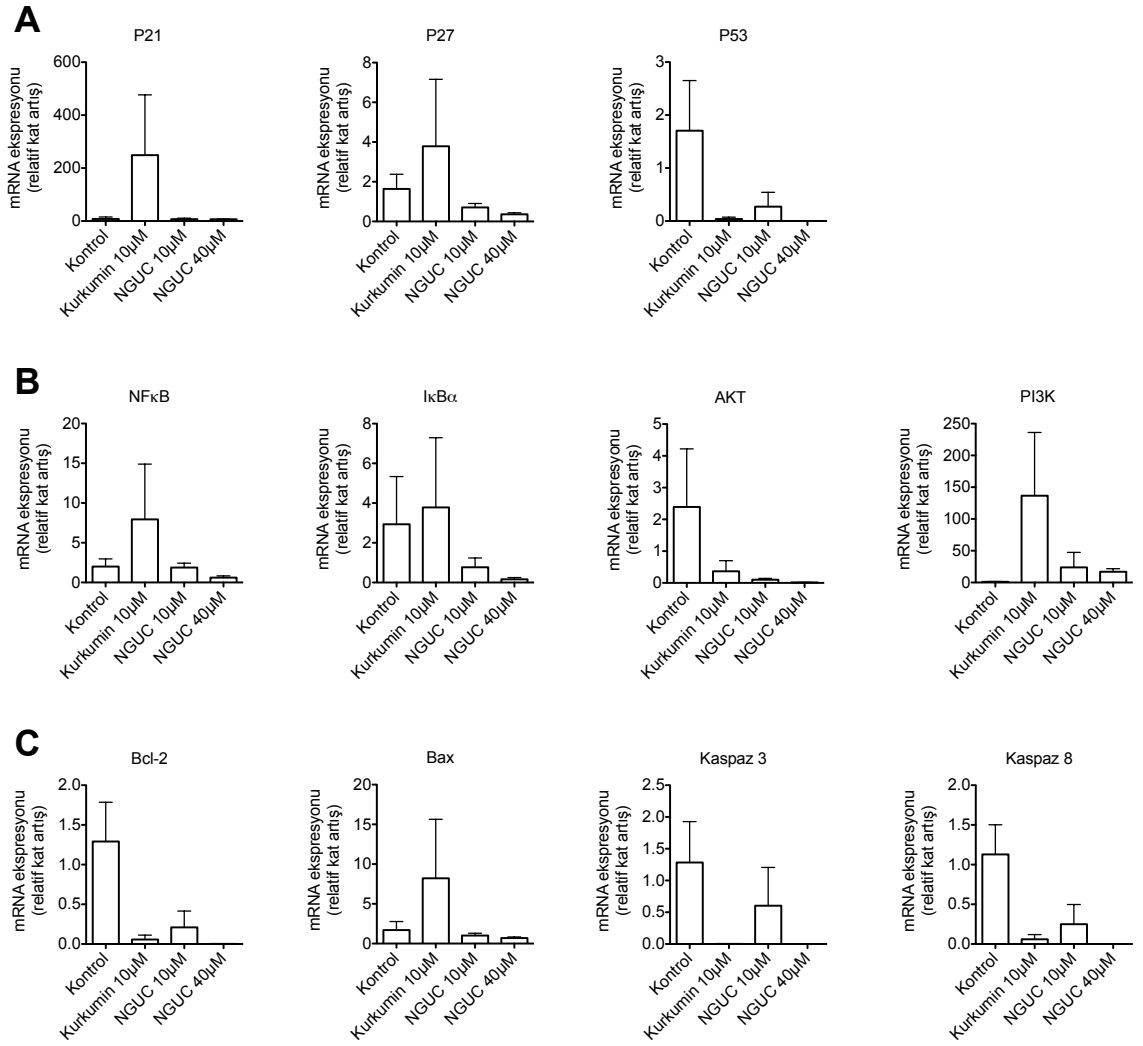 A
P21
mRNA ekspresyonu
(relatif kat artış)
600
400
200
0
Kontrol
Kurkumin 10µM
NGUC 10µM
NGUC 40µM
P27
mRNA ekspresyonu
(relatif kat artış)
8
6
4
2
0
Kontrol
Kurkumin 10µM
NGUC 10µM
NGUC 40µM
P53
mRNA ekspresyonu
(relatif kat artış)
3
2
1
0
Kontrol
Kurkumin 10µM
NGUC 10µM
NGUC 40µM
B
NFκB
mRNA ekspresyonu
(relatif kat artış)
20
15
10
5
0
Kontrol
Kurkumin 10µM
NGUC 10µM
NGUC 40µM
IκBα
mRNA ekspresyonu
(relatif kat artış)
8
6
4
2
0
Kontrol
Kurkumin 10µM
NGUC 10µM
NGUC 40µM
AKT
mRNA ekspresyonu
(relatif kat artış)
5
4
3
2
1
0
Kontrol
Kurkumin 10µM
NGUC 10µM
NGUC 40µM
PI3K
mRNA ekspresyonu
(relatif kat artış)
250
200
150
100
50
0
Kontrol
Kurkumin 10µM
NGUC 10µM
NGUC 40µM
C
Bcl-2
mRNA ekspresyonu
(relatif kat artış)
2.0
1.5
1.0
0.5
0.0
Kontrol
Kurkumin 10µM
NGUC 10µM
NGUC 40µM
Bax
mRNA ekspresyonu
(relatif kat artış)
20
15
10
5
0
Kontrol
Kurkumin 10µM
NGUC 10µM
NGUC 40µM
Kaspaz 3
mRNA ekspresyonu
(relatif kat artış)
2.5
2.0
1.5
1.0
0.5
0.0
Kontrol
Kurkumin 10µM
NGUC 10µM
NGUC 40µM
Kaspaz 8
mRNA ekspresyonu
(relatif kat artış)
2.0
1.5
1.0
0.5
0.0
Kontrol
Kurkumin 10µM
NGUC 10µM
NGUC 40µM